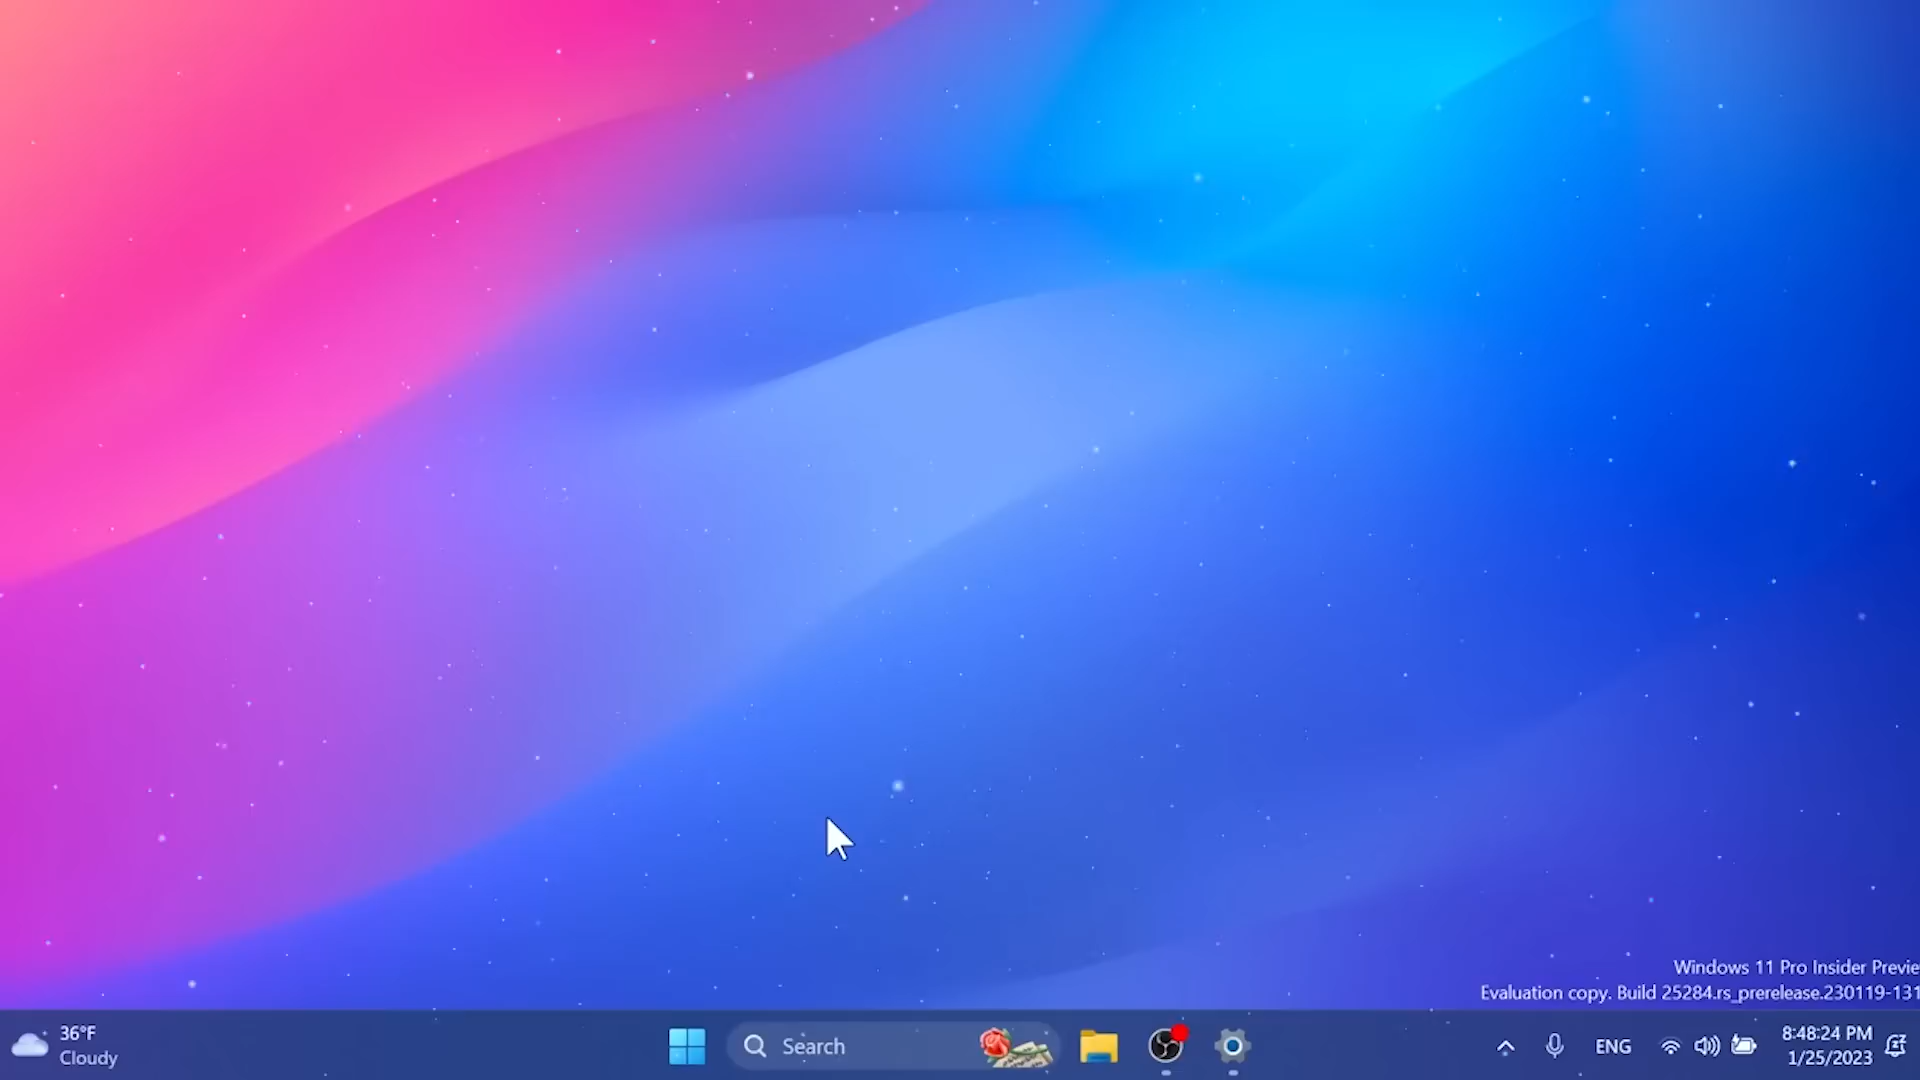 Windows 11 Pro Insider Previe
Evaluation copy. Build 25284.rs_prerelease.230119-131
36°F
Cloudy
Search
ENG
8:48:24 PM
1/25/2023